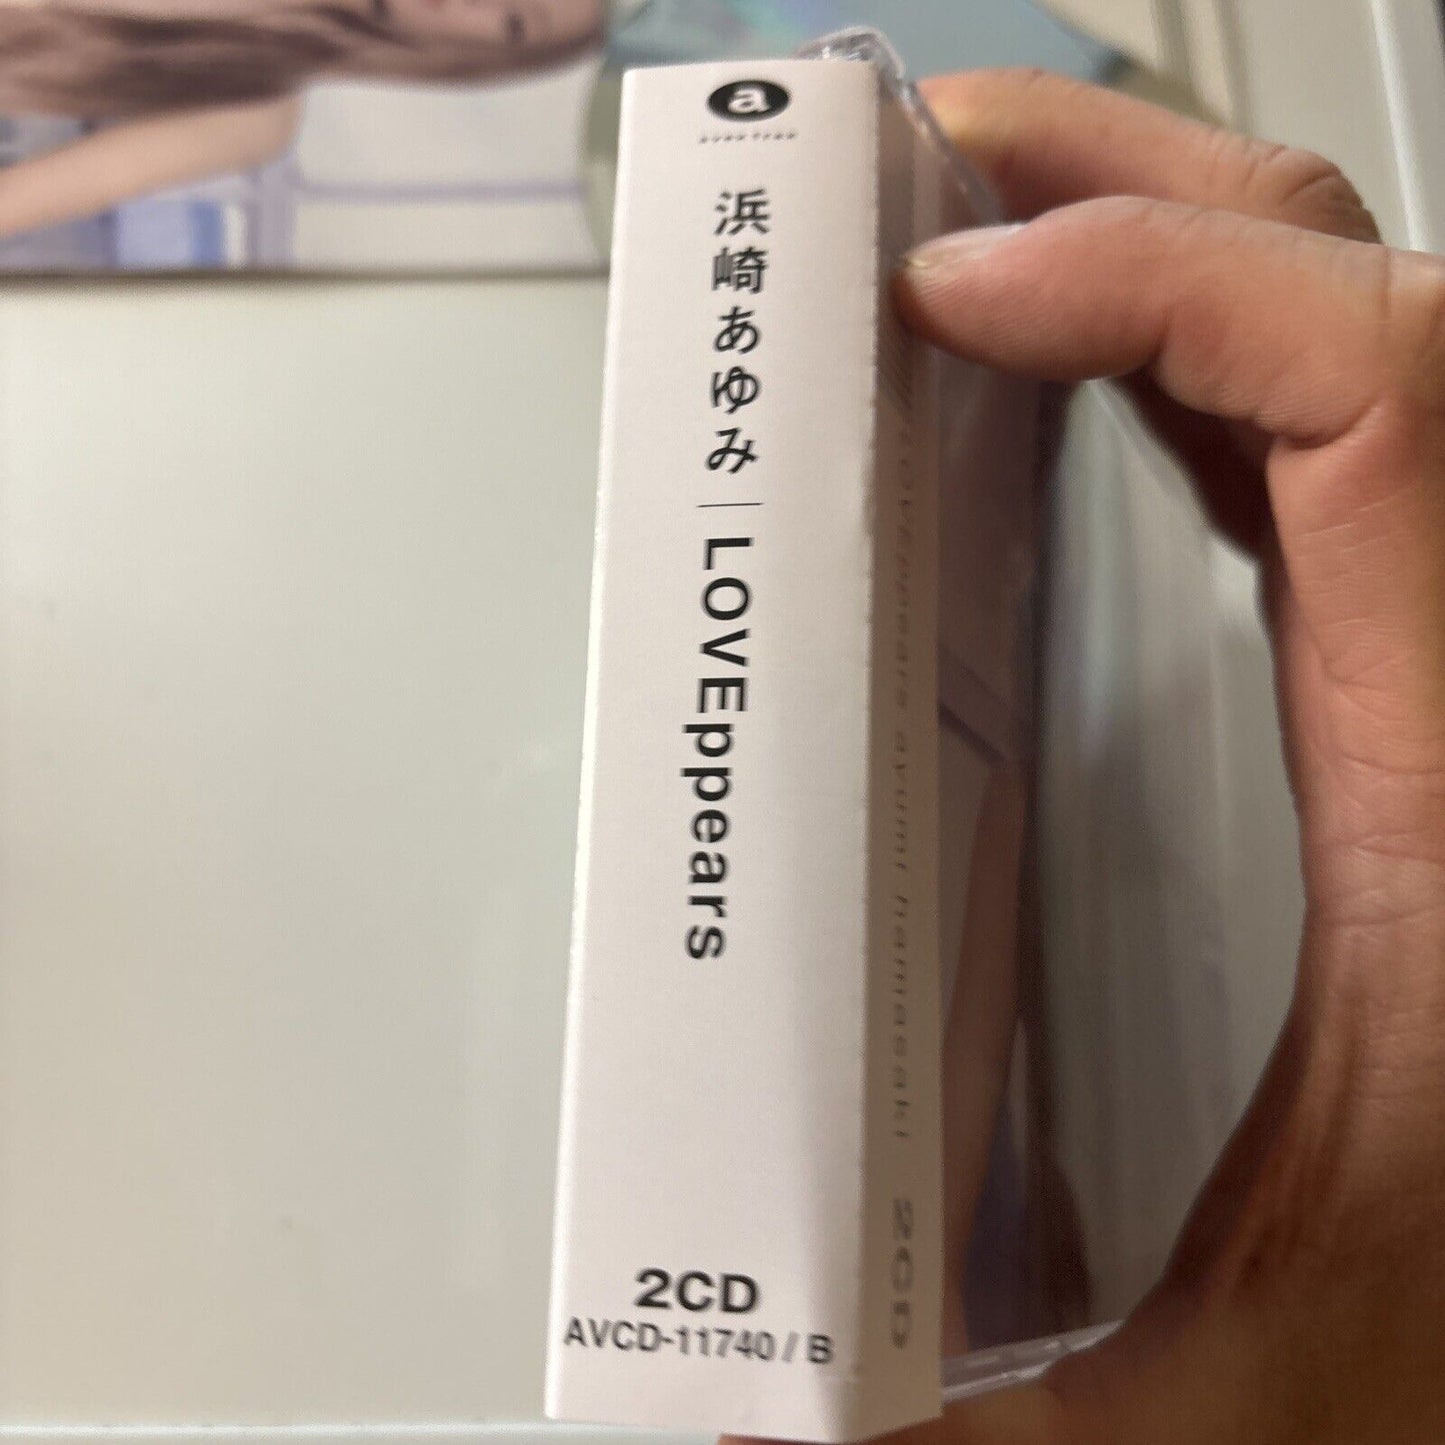 a
avex trax
浜崎あゆみ｜LOVEppears
2CD
AVCD-11740 / B
LOVEppears ayumi hamasaki 2CD